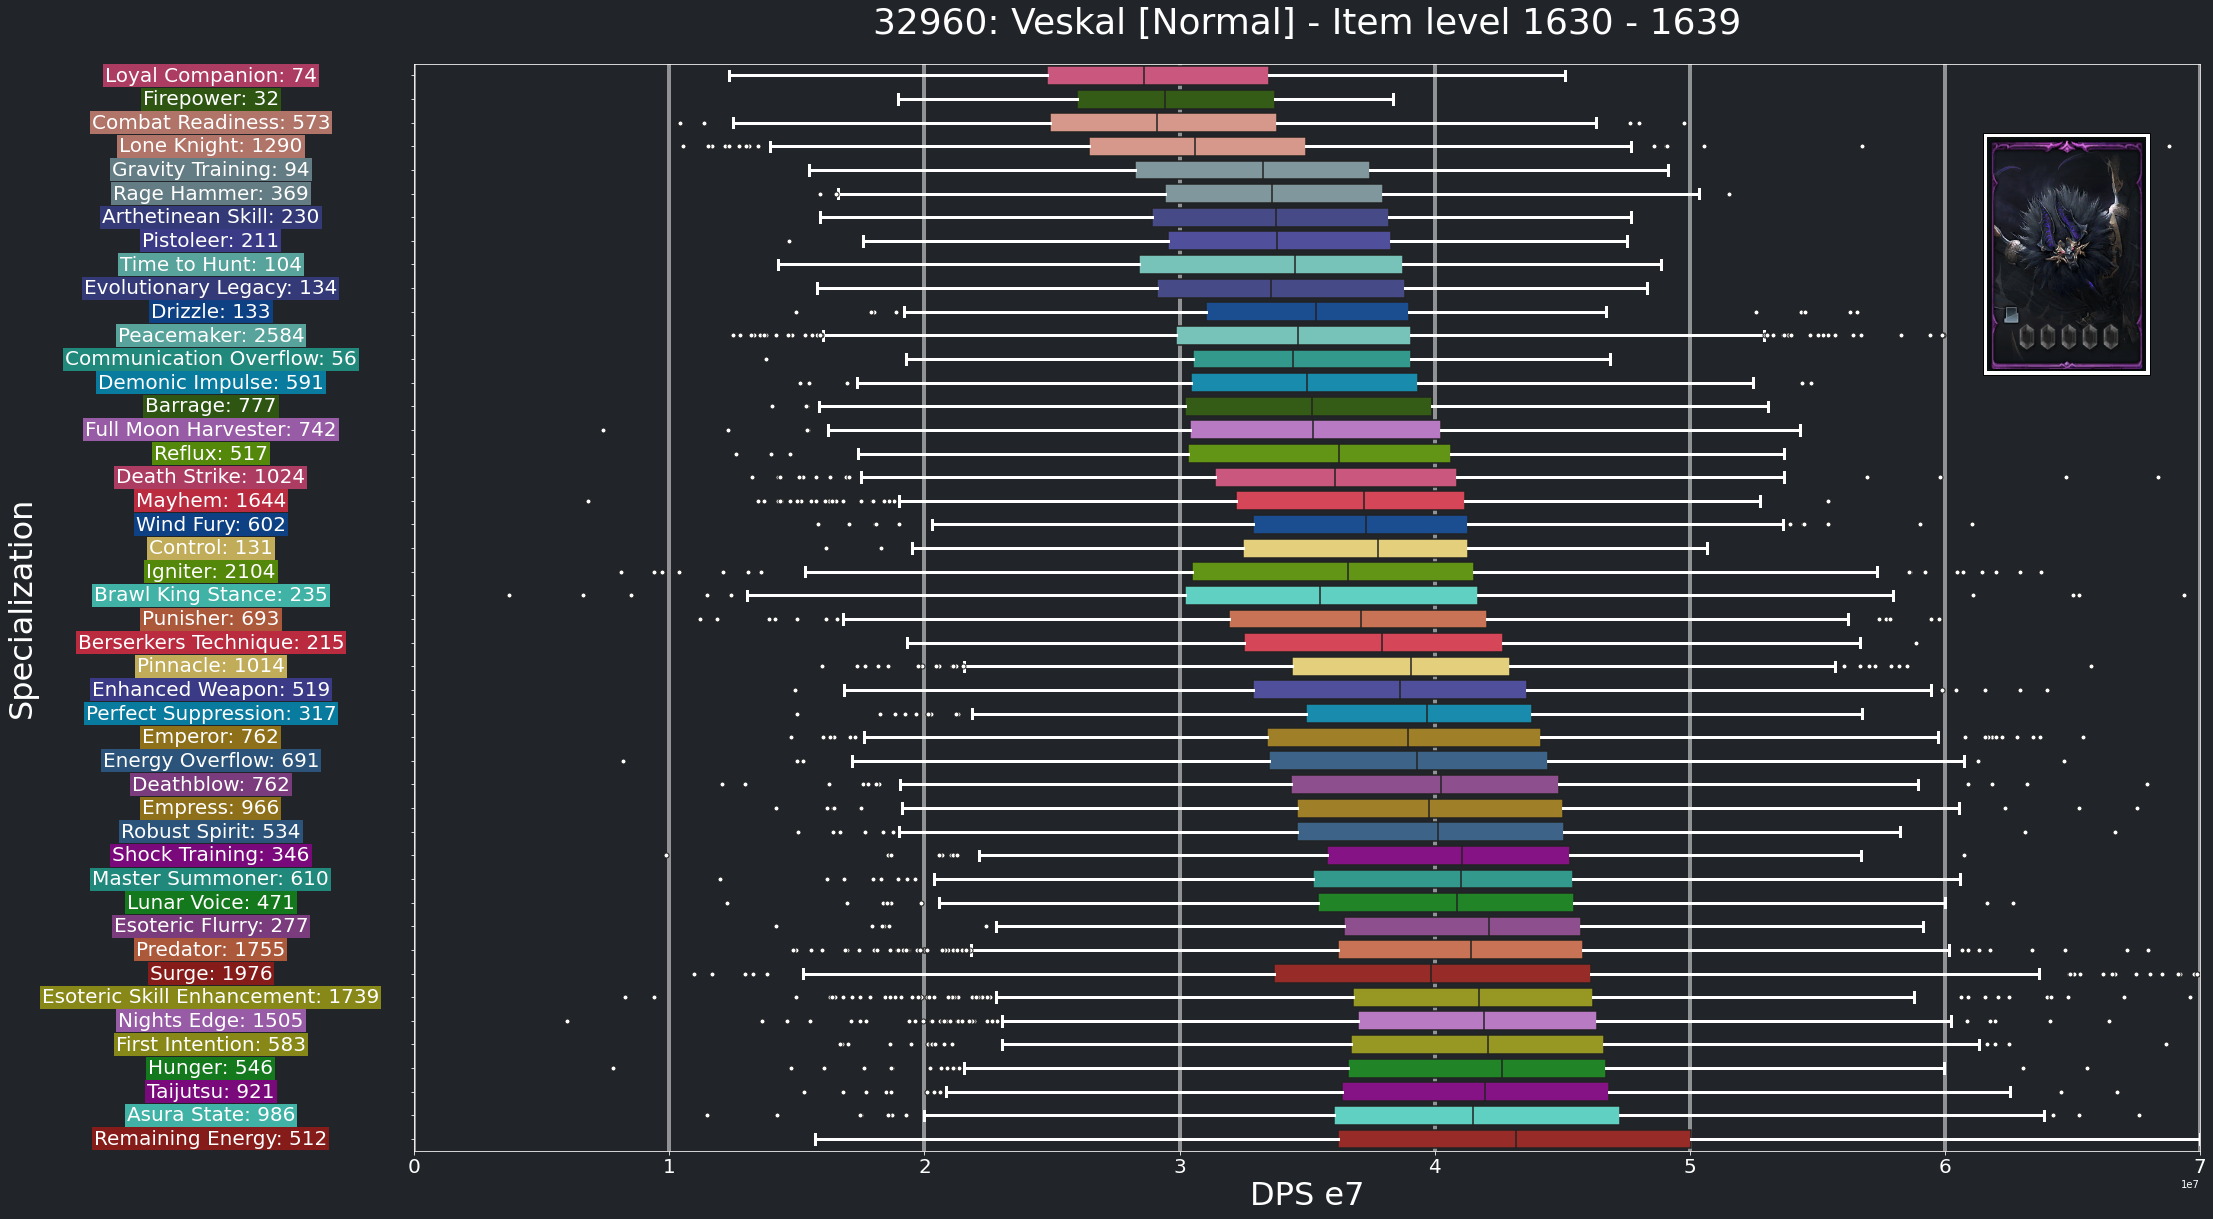 32960: Veskal [Normal] - Item level 1630 - 1639
Loyal Companion: 74
Firepower: 32
Combat Readiness: 573
Lone Knight: 1290
Gravity Training: 94
Rage Hammer: 369
Arthetinean Skill: 230
Pistoleer: 211
Time to Hunt: 104
Evolutionary Legacy: 134
Drizzle: 133
Peacemaker: 2584
Communication Overflow: 56
Demonic Impulse: 591
Barrage: 777
Full Moon Harvester: 742
Reflux: 517
Death Strike: 1024
Mayhem: 1644
Wind Fury: 602
Control: 131
Igniter: 2104
Brawl King Stance: 235
Punisher: 693
Berserkers Technique: 215
Pinnacle: 1014
Enhanced Weapon: 519
Perfect Suppression: 317
Emperor: 762
Energy Overflow: 691
Deathblow: 762
Empress: 966
Robust Spirit: 534
Shock Training: 346
Master Summoner: 610
Lunar Voice: 471
Esoteric Flurry: 277
Predator: 1755
Surge: 1976
Esoteric Skill Enhancement: 1739
Nights Edge: 1505
First Intention: 583
Hunger: 546
Taijutsu: 921
Asura State: 986
Remaining Energy: 512
Specialization
0 1 2 3 4 5 6 7
1e7
DPS e7